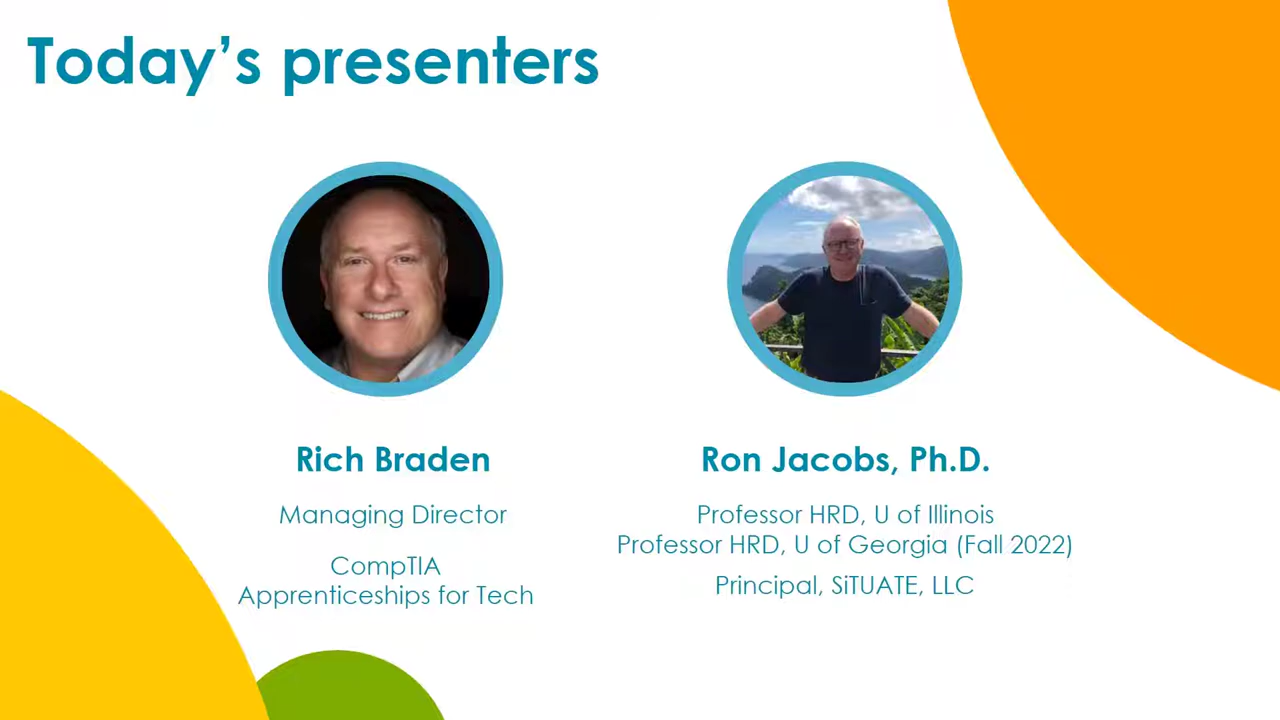 Today's presenters
Rich Braden
Managing Director
CompTIA
Apprenticeships for Tech
Ron Jacobs, Ph.D.
Professor HRD, U of Illinois
Professor HRD, U of Georgia (Fall 2022)
Principal, SiTUATE, LLC